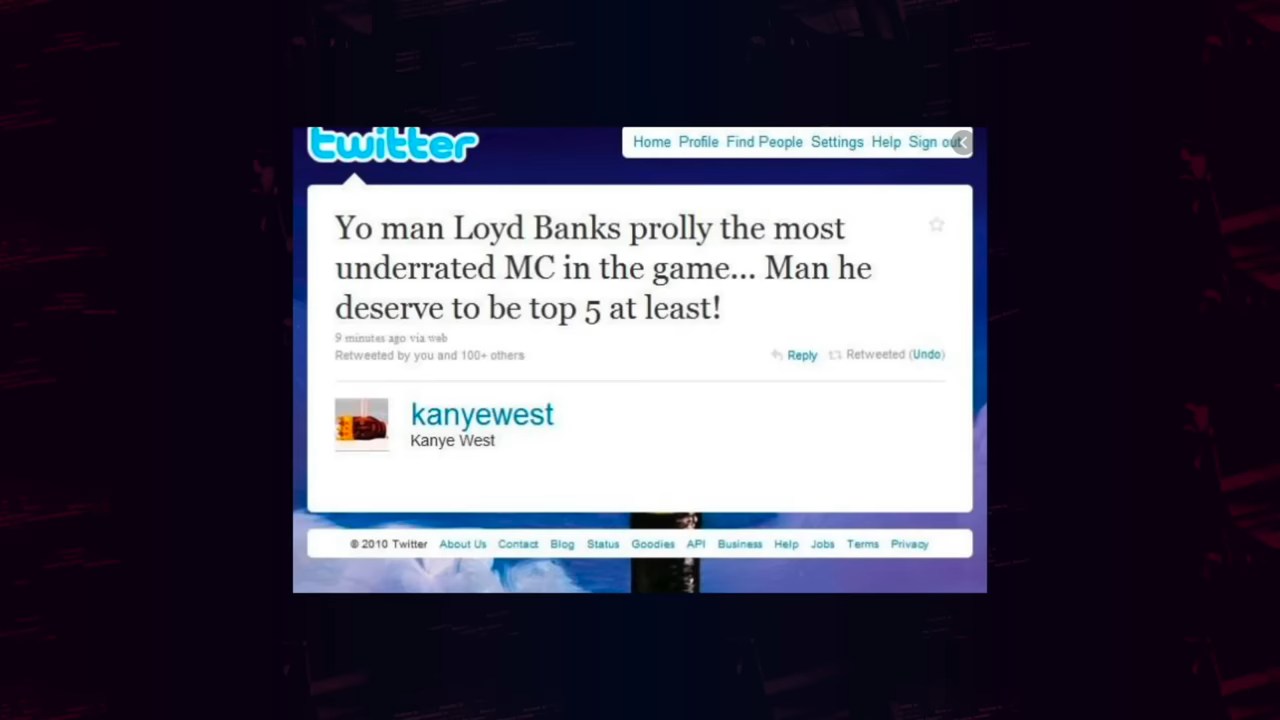 twitter
Home Profile Find People Settings Help Sign out
Yo man Loyd Banks prolly the most
underrated MC in the game... Man he
deserve to be top 5 at least!
9 minutes ago via web
Retweeted by you and 100+ others
Reply Retweeted (Undo)
kanyewest
Kanye West
© 2010 Twitter About Us Contact Blog Status Goodies API Business Help Jobs Terms Privacy